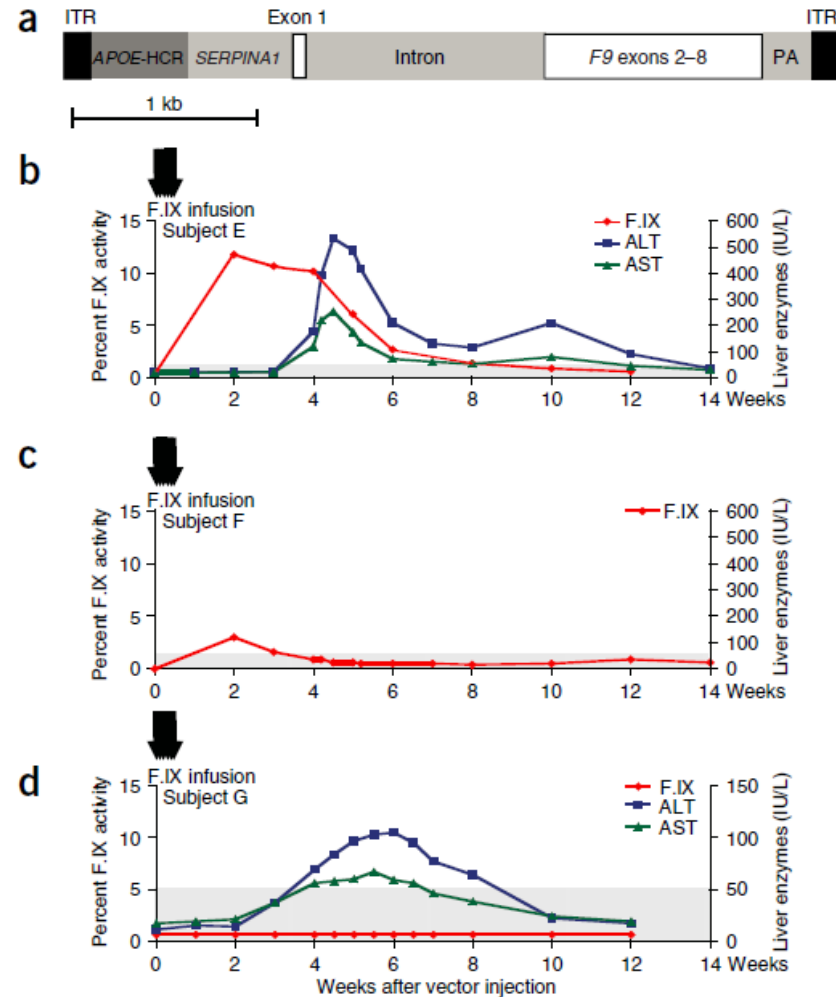 a
ITR Exon 1 ITR
APOE-HCR SERPINA1 Intron F9 exons 2–8 PA
1 kb
b
F.IX infusion
Subject E
Percent F.IX activity
15
10
5
0
F.IX
ALT
AST
600
500
400
300
200
100
0
Liver enzymes (IU/L)
0 2 4 6 8 10 12 14 Weeks
c
F.IX infusion
Subject F
Percent F.IX activity
15
10
5
0
F.IX
600
500
400
300
200
100
0
Liver enzymes (IU/L)
0 2 4 6 8 10 12 14 Weeks
d
F.IX infusion
Subject G
Percent F.IX activity
15
10
5
0
F.IX
ALT
AST
150
100
50
0
Liver enzymes (IU/L)
0 2 4 6 8 10 12 14 Weeks
Weeks after vector injection